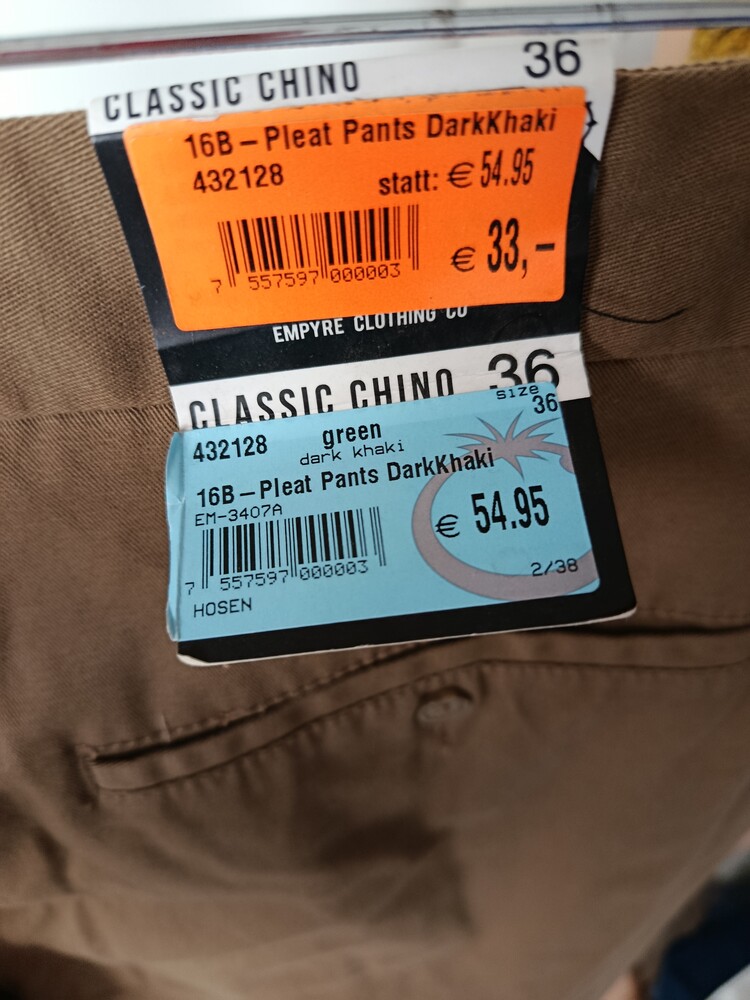 CLASSIC CHINO 36
16B-Pleat Pants DarkKhaki
432128 statt: € 54.95
€ 33,-
7 557597 000003
EMPYRE CLOTHING CO
CLASSIC CHINO 36
size
432128 green 36
dark khaki
16B-Pleat Pants DarkKhaki
EM-3407A
€ 54.95
7 557597 000003
2/38
HOSEN